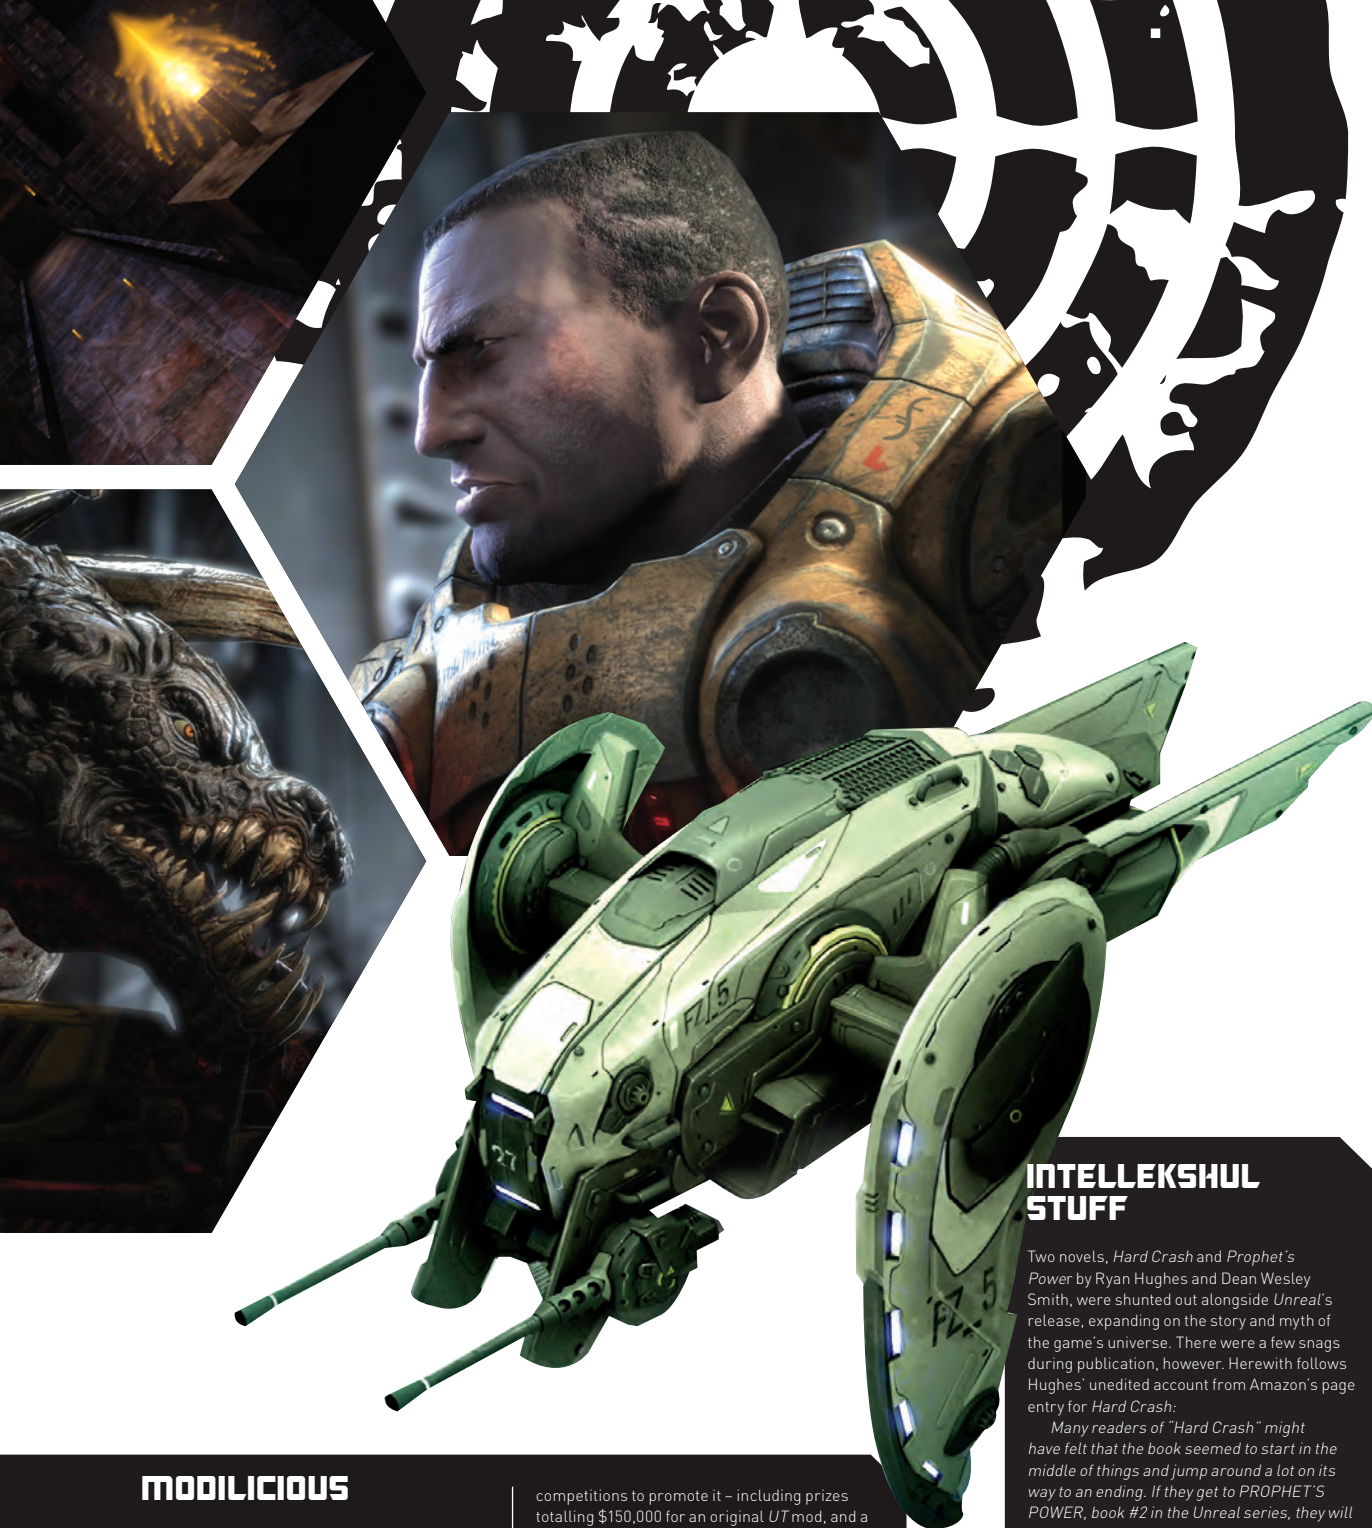 FZ1_5
27
FZ_ 5
INTELLEKSHUL
STUFF
Two novels, Hard Crash and Prophet's
Power by Ryan Hughes and Dean Wesley
Smith, were shunted out alongside Unreal's
release, expanding on the story and myth of
the game's universe. There were a few snags
during publication, however. Herewith follows
Hughes' unedited account from Amazon's page
entry for Hard Crash:
Many readers of “Hard Crash” might
have felt that the book seemed to start in the
middle of things and jump around a lot on its
way to an ending. If they get to PROPHET'S
POWER, book #2 in the Unreal series, they will
MODILICIOUS
competitions to promote it – including prizes
totalling $150,000 for an original UT mod, and a